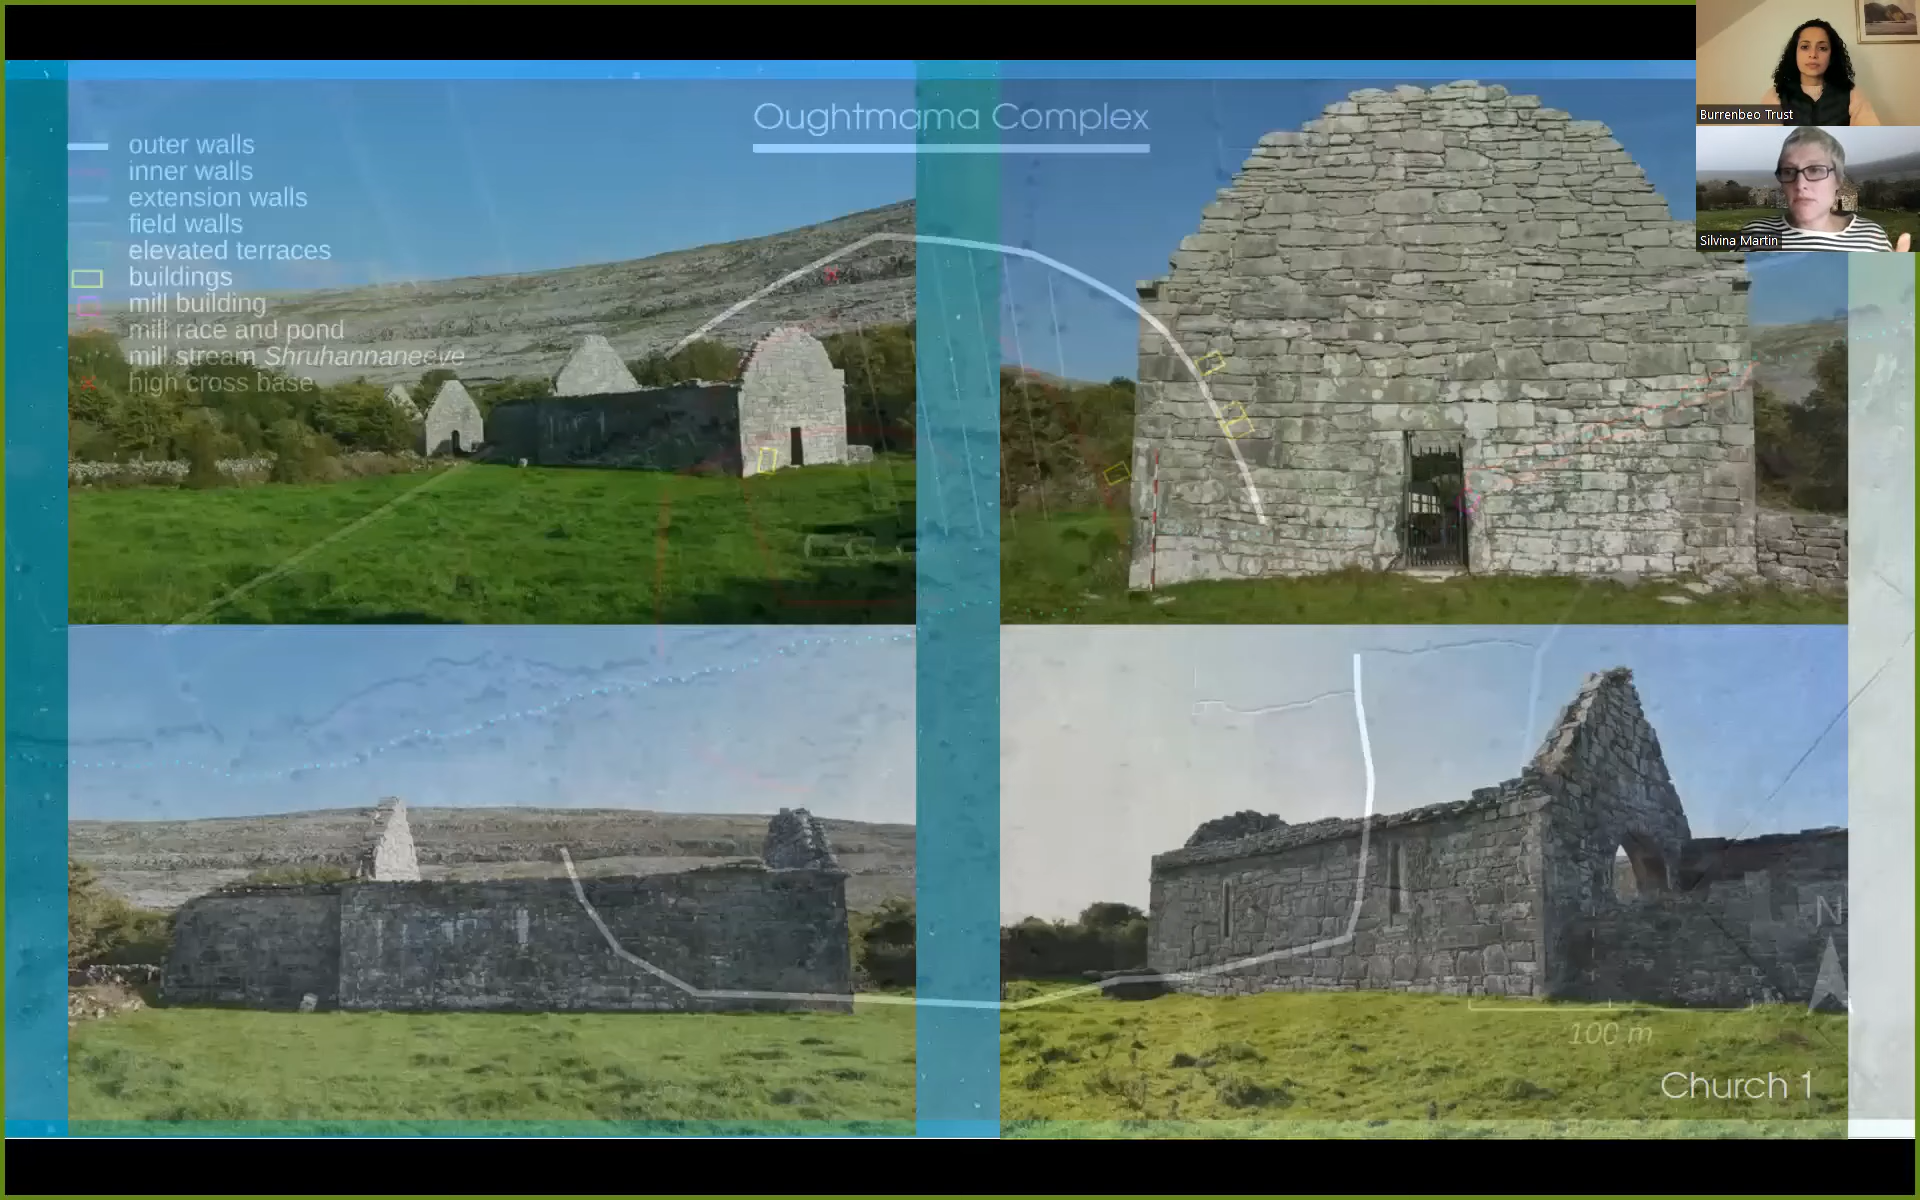 Oughtmama Complex
outer walls
inner walls
extension walls
field walls
elevated terraces
buildings
mill building
mill race and pond
mill stream Shruhannaneeve
high cross base
Burrenbeo Trust
Silvina Martin
N
100 m
Church 1